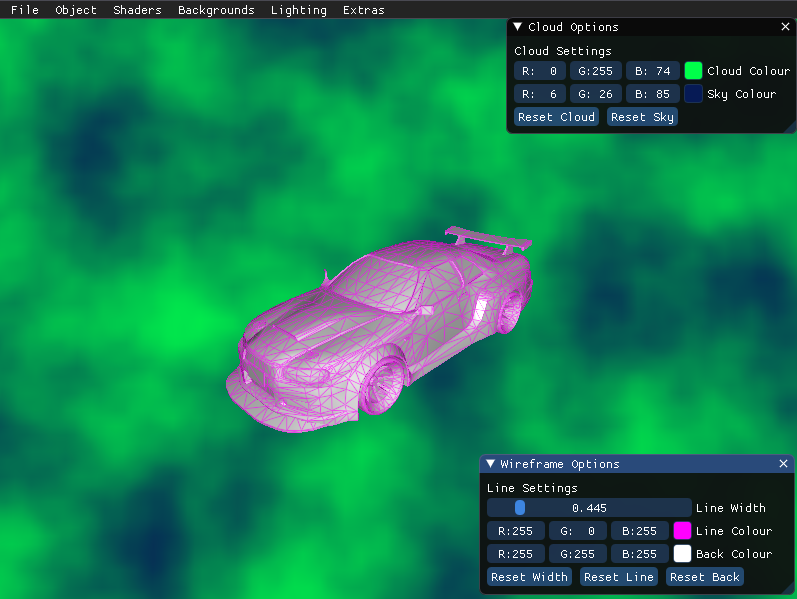 File Object Shaders Backgrounds Lighting Extras
Cloud Options
Cloud Settings
R: 0 G:255 B: 74 Cloud Colour
R: 6 G: 26 B: 85 Sky Colour
Reset Cloud Reset Sky
Wireframe Options
Line Settings
0.445 Line Width
R:255 G: 0 B:255 Line Colour
R:255 G:255 B:255 Back Colour
Reset Width Reset Line Reset Back